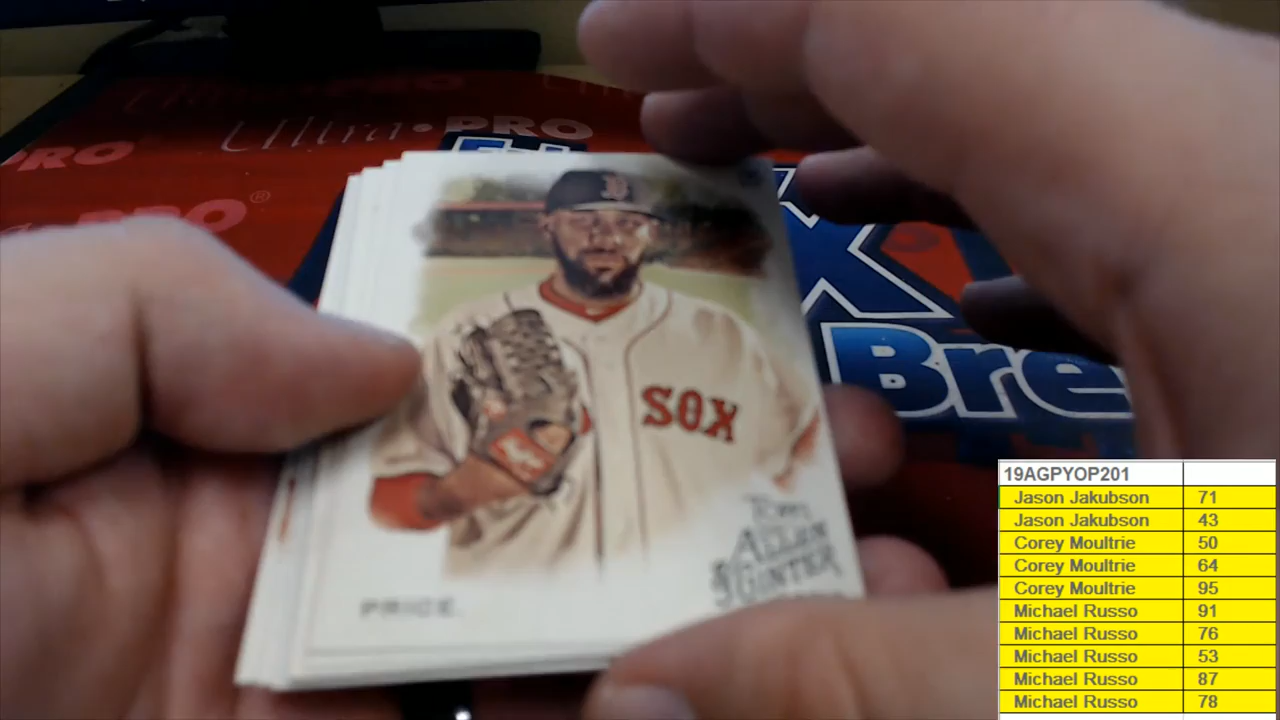 Ultra•PRO
PRO
PRO®
Bre
B
SOX
Topps
ALLEN
& GINTER
PRICE
19AGPYOP201
Jason Jakubson 71
Jason Jakubson 43
Corey Moultrie 50
Corey Moultrie 64
Corey Moultrie 95
Michael Russo 91
Michael Russo 76
Michael Russo 53
Michael Russo 87
Michael Russo 78